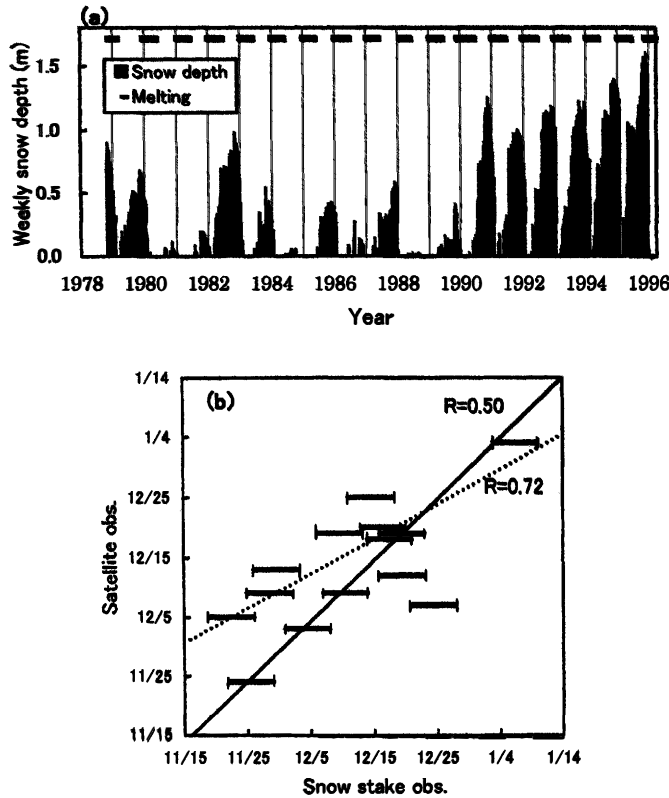 (a)
Weekly snow depth (m)
1.5
1.0
0.5
0.0
Snow depth
Melting
1978 1980 1982 1984 1986 1988 1990 1992 1994 1996
Year
(b)
Satellite obs.
1/14
1/4
12/25
12/15
12/5
11/25
11/15
R=0.50
R=0.72
11/15 11/25 12/5 12/15 12/25 1/4 1/14
Snow stake obs.